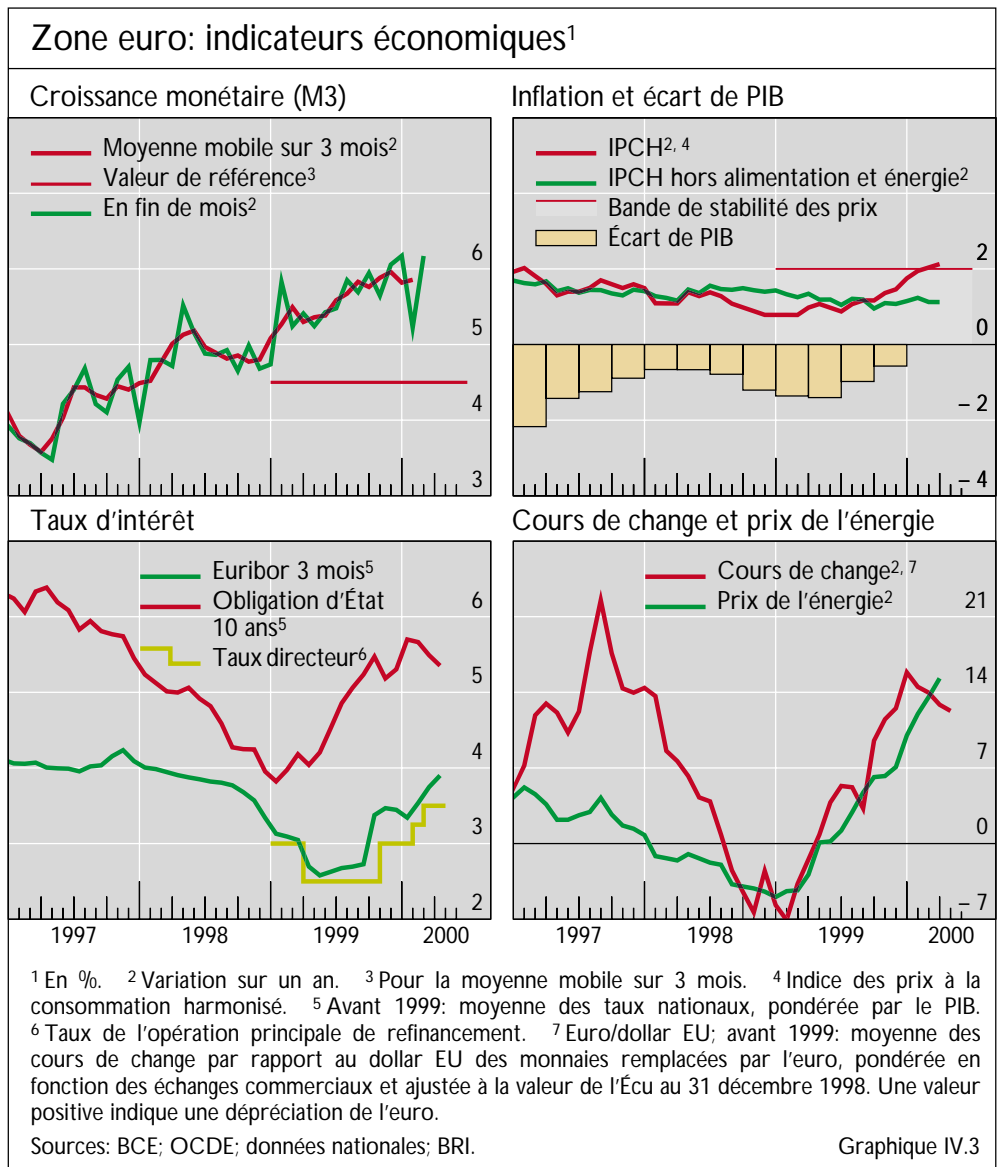 Zone euro: indicateurs économiques¹
Croissance monétaire (M3)
Moyenne mobile sur 3 mois²
Valeur de référence³
En fin de mois²
6
5
4
3
Inflation et écart de PIB
IPCH²,⁴
IPCH hors alimentation et énergie²
Bande de stabilité des prix
Écart de PIB
2
0
– 2
– 4
Taux d'intérêt
Euribor 3 mois⁵
Obligation d'État
10 ans⁵
Taux directeur⁶
6
5
4
3
2
1997 1998 1999 2000
Cours de change et prix de l'énergie
Cours de change²,⁷
Prix de l'énergie²
21
14
7
0
– 7
1997 1998 1999 2000
¹ En %. ² Variation sur un an. ³ Pour la moyenne mobile sur 3 mois. ⁴ Indice des prix à la
consommation harmonisé. ⁵ Avant 1999: moyenne des taux nationaux, pondérée par le PIB.
⁶ Taux de l'opération principale de refinancement. ⁷ Euro/dollar EU; avant 1999: moyenne des
cours de change par rapport au dollar EU des monnaies remplacées par l'euro, pondérée en
fonction des échanges commerciaux et ajustée à la valeur de l'Écu au 31 décembre 1998. Une valeur
positive indique une dépréciation de l'euro.
Sources: BCE; OCDE; données nationales; BRI. Graphique IV.3